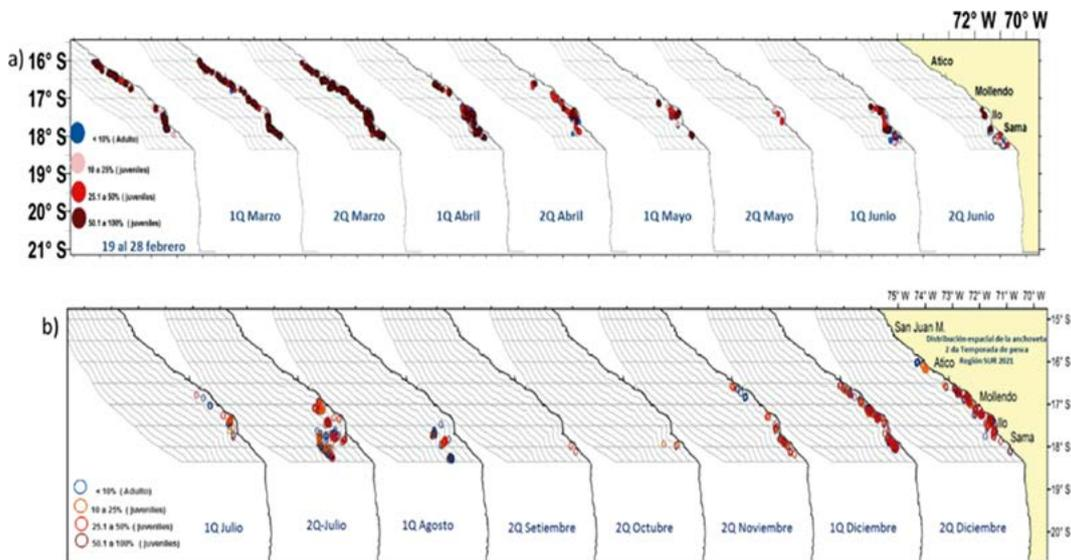 72° W 70° W
a)
16° S
17° S
18° S
19° S
20° S
21° S
Atico
Mollendo
Ilo
Sama
< 10% ( Adulto)
10 a 25% ( juveniles)
25.1 a 50% ( juveniles)
50.1 a 100% ( juveniles)
19 al 28 febrero
1Q Marzo
2Q Marzo
1Q Abril
2Q Abril
1Q Mayo
2Q Mayo
1Q Junio
2Q Junio
75° W 74° W 73° W 72° W 71° W 70° W
b)
San Juan M.
Distribución espacial de la anchoveta
2 da Temporada de pesca
Región SUR 2021
Atico
Mollendo
Ilo
Sama
15° S
16° S
17° S
18° S
19° S
20° S
< 10% ( Adulto)
10 a 25% ( juveniles)
25.1 a 50% ( juveniles)
50.1 a 100% ( juveniles)
1Q Julio
2Q-Julio
1Q Agosto
2Q Setiembre
2Q Octubre
2Q Noviembre
1Q Diciembre
2Q Diciembre